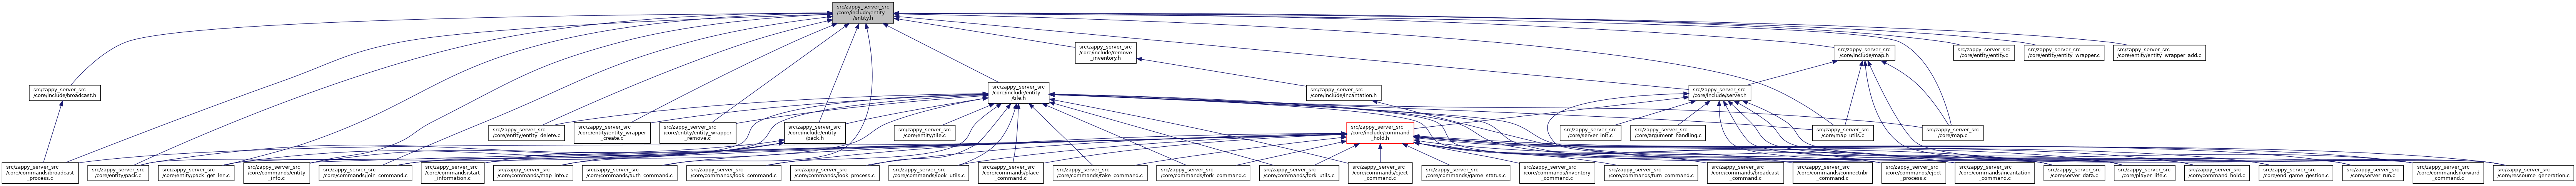 src/zappy_server_src
/core/include/entity
/entity.h
src/zappy_server_src
/core/include/remove
_inventory.h
src/zappy_server_src
/core/include/map.h
src/zappy_server_src
/core/entity/entity.c
src/zappy_server_src
/core/entity/entity_wrapper.c
src/zappy_server_src
/core/entity/entity_wrapper_add.c
src/zappy_server_src
/core/include/broadcast.h
src/zappy_server_src
/core/include/entity
/tile.h
src/zappy_server_src
/core/include/incantation.h
src/zappy_server_src
/core/include/server.h
src/zappy_server_src
/core/entity/entity_delete.c
src/zappy_server_src
/core/entity/entity_wrapper
_create.c
src/zappy_server_src
/core/entity/entity_wrapper
_remove.c
src/zappy_server_src
/core/include/entity
/pack.h
src/zappy_server_src
/core/entity/tile.c
src/zappy_server_src
/core/include/command
_hold.h
src/zappy_server_src
/core/server_init.c
src/zappy_server_src
/core/argument_handling.c
src/zappy_server_src
/core/map_utils.c
src/zappy_server_src
/core/map.c
src/zappy_server_src
/core/commands/broadcast
_process.c
src/zappy_server_src
/core/entity/pack.c
src/zappy_server_src
/core/entity/pack_get_len.c
src/zappy_server_src
/core/commands/entity
_info.c
src/zappy_server_src
/core/commands/join_command.c
src/zappy_server_src
/core/commands/start
_information.c
src/zappy_server_src
/core/commands/map_info.c
src/zappy_server_src
/core/commands/auth_command.c
src/zappy_server_src
/core/commands/look_command.c
src/zappy_server_src
/core/commands/look_process.c
src/zappy_server_src
/core/commands/look_utils.c
src/zappy_server_src
/core/commands/place
_command.c
src/zappy_server_src
/core/commands/take_command.c
src/zappy_server_src
/core/commands/fork_command.c
src/zappy_server_src
/core/commands/fork_utils.c
src/zappy_server_src
/core/commands/eject
_command.c
src/zappy_server_src
/core/commands/game_status.c
src/zappy_server_src
/core/commands/inventory
_command.c
src/zappy_server_src
/core/commands/turn_command.c
src/zappy_server_src
/core/commands/broadcast
_command.c
src/zappy_server_src
/core/commands/connectnbr
_command.c
src/zappy_server_src
/core/commands/eject
_process.c
src/zappy_server_src
/core/commands/incantation
_command.c
src/zappy_server_src
/core/server_data.c
src/zappy_server_src
/core/player_life.c
src/zappy_server_src
/core/command_hold.c
src/zappy_server_src
/core/end_game_gestion.c
src/zappy_server_src
/core/server_run.c
src/zappy_server_src
/core/commands/forward
_command.c
src/zappy_server_src
/core/resource_generation.c